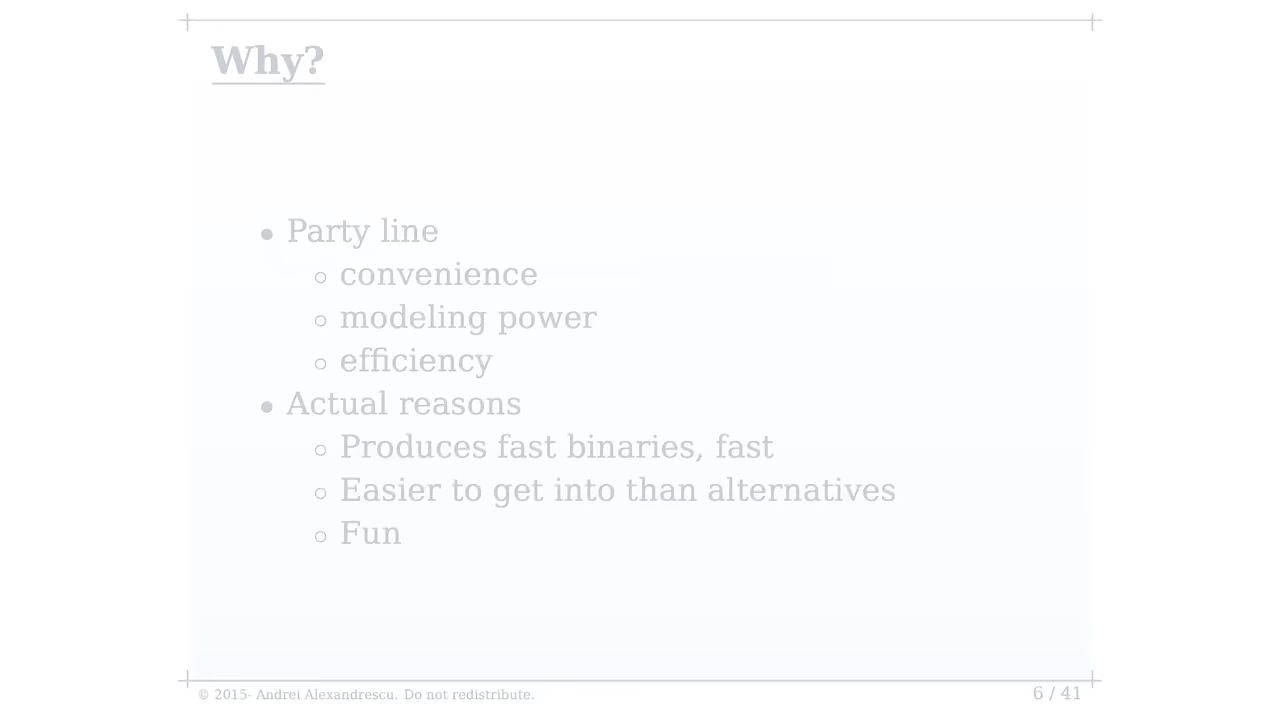 Why?
• Party line
◦ convenience
◦ modeling power
◦ efficiency
• Actual reasons
◦ Produces fast binaries, fast
◦ Easier to get into than alternatives
◦ Fun
© 2015- Andrei Alexandrescu. Do not redistribute.
6 / 41